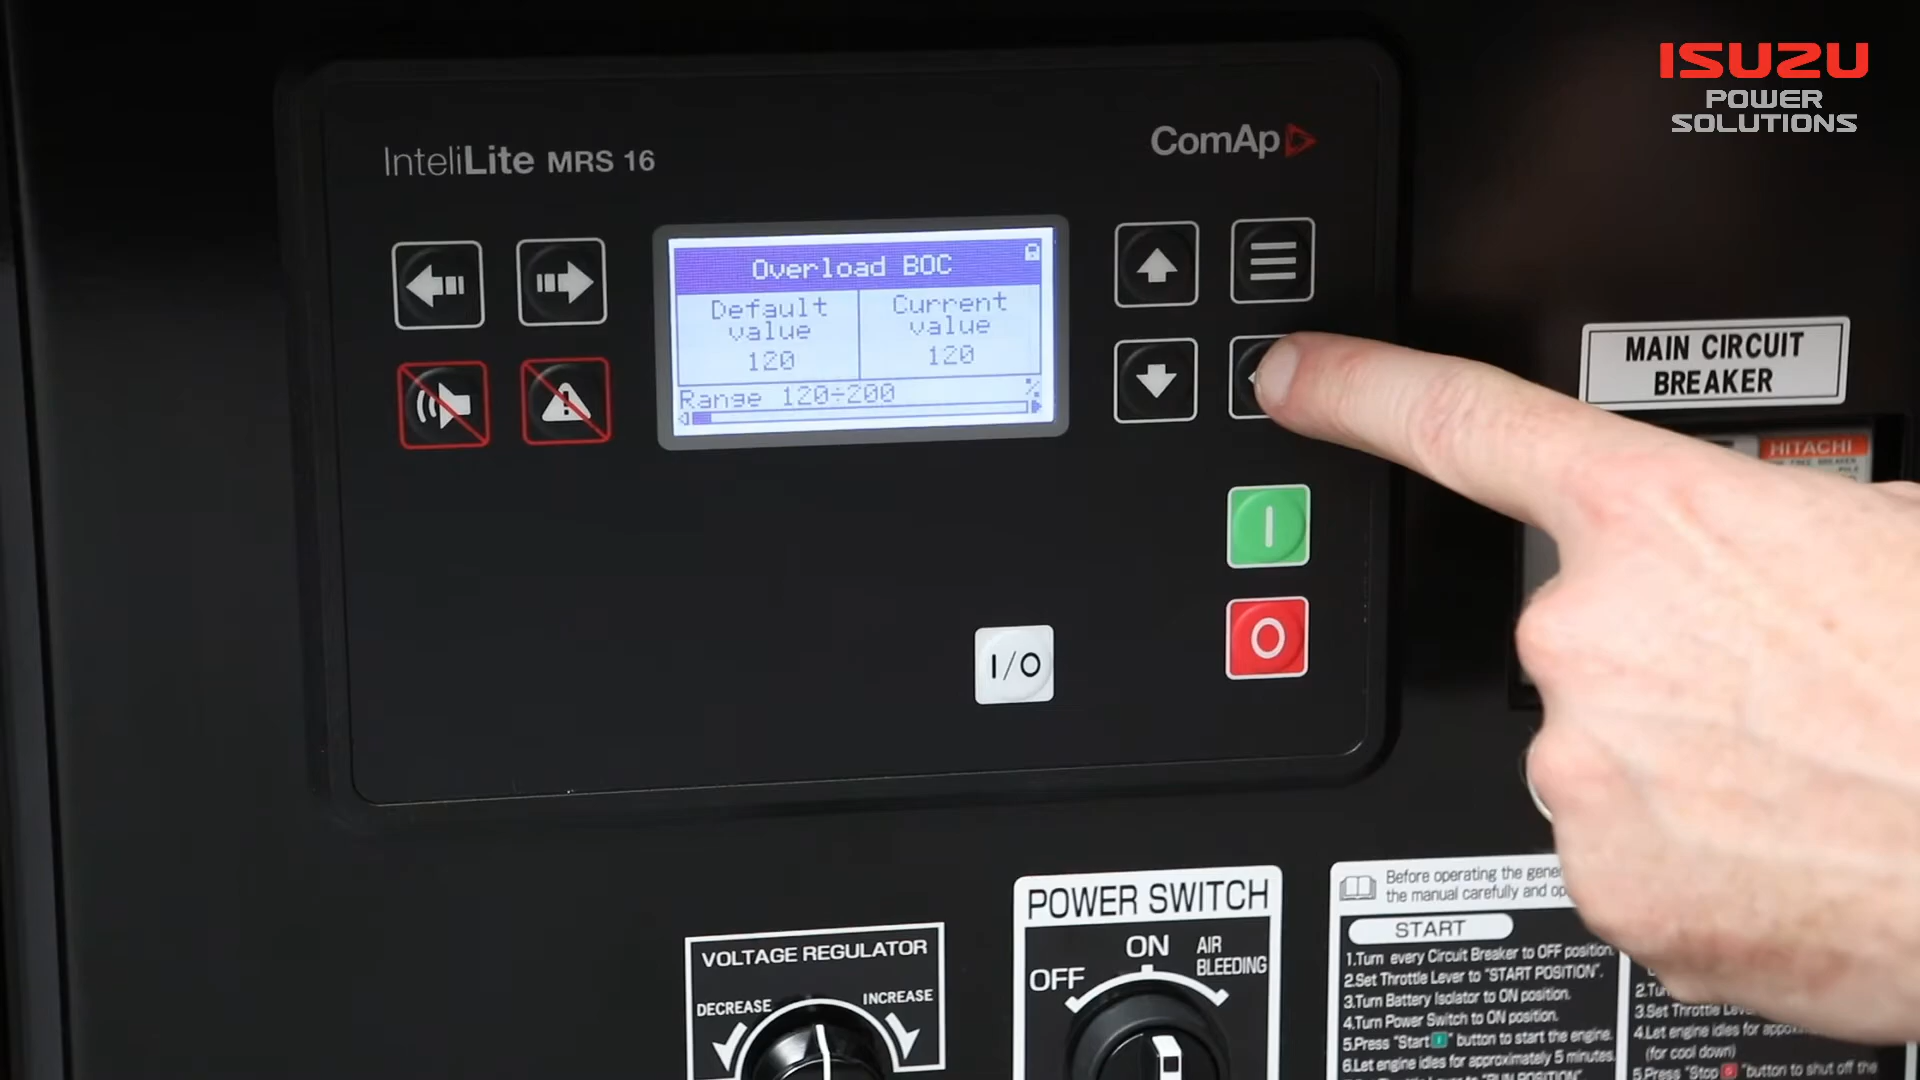 ISUZU
POWER
SOLUTIONS
InteliLite MRS 16
ComAp
Overload BOC
Default
value
120
Current
value
120
Range 120÷200
%
MAIN CIRCUIT
BREAKER
HITACHI
I/O
POWER SWITCH
OFF
ON
AIR
BLEEDING
VOLTAGE REGULATOR
DECREASE
INCREASE
Before operating the
the manual carefully and
START
1.Turn every Circuit Breaker to OFF position.
2.Set Throttle Lever to "START POSITION".
3.Turn Battery Isolator to ON position.
4.Turn Power Switch to ON position.
5.Press "Start I" button to start the engine.
6.Let engine idles for approximately 5 minutes.
3.Set Throttle
4.Let engine idles for
(for cool down)
5.Press "Stop O" button to shut off the